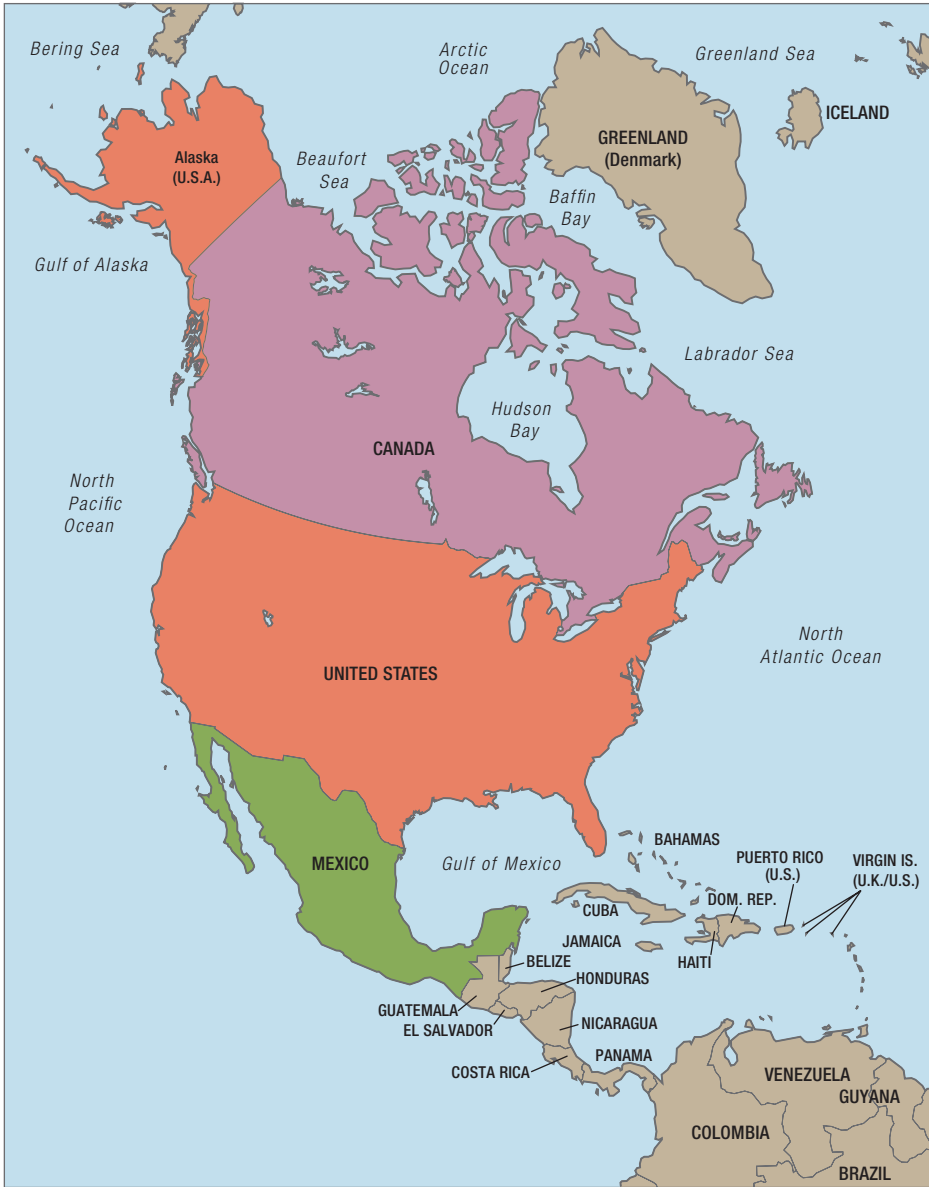 Bering Sea
Arctic
Ocean
Greenland Sea
ICELAND
GREENLAND
(Denmark)
Alaska
(U.S.A.)
Beaufort
Sea
Baffin
Bay
Gulf of Alaska
Labrador Sea
Hudson
Bay
CANADA
North
Pacific
Ocean
North
Atlantic Ocean
UNITED STATES
MEXICO
Gulf of Mexico
BAHAMAS
PUERTO RICO
(U.S.)
VIRGIN IS.
(U.K./U.S.)
CUBA
DOM. REP.
JAMAICA
HAITI
BELIZE
HONDURAS
GUATEMALA
EL SALVADOR
NICARAGUA
COSTA RICA
PANAMA
VENEZUELA
GUYANA
COLOMBIA
BRAZIL